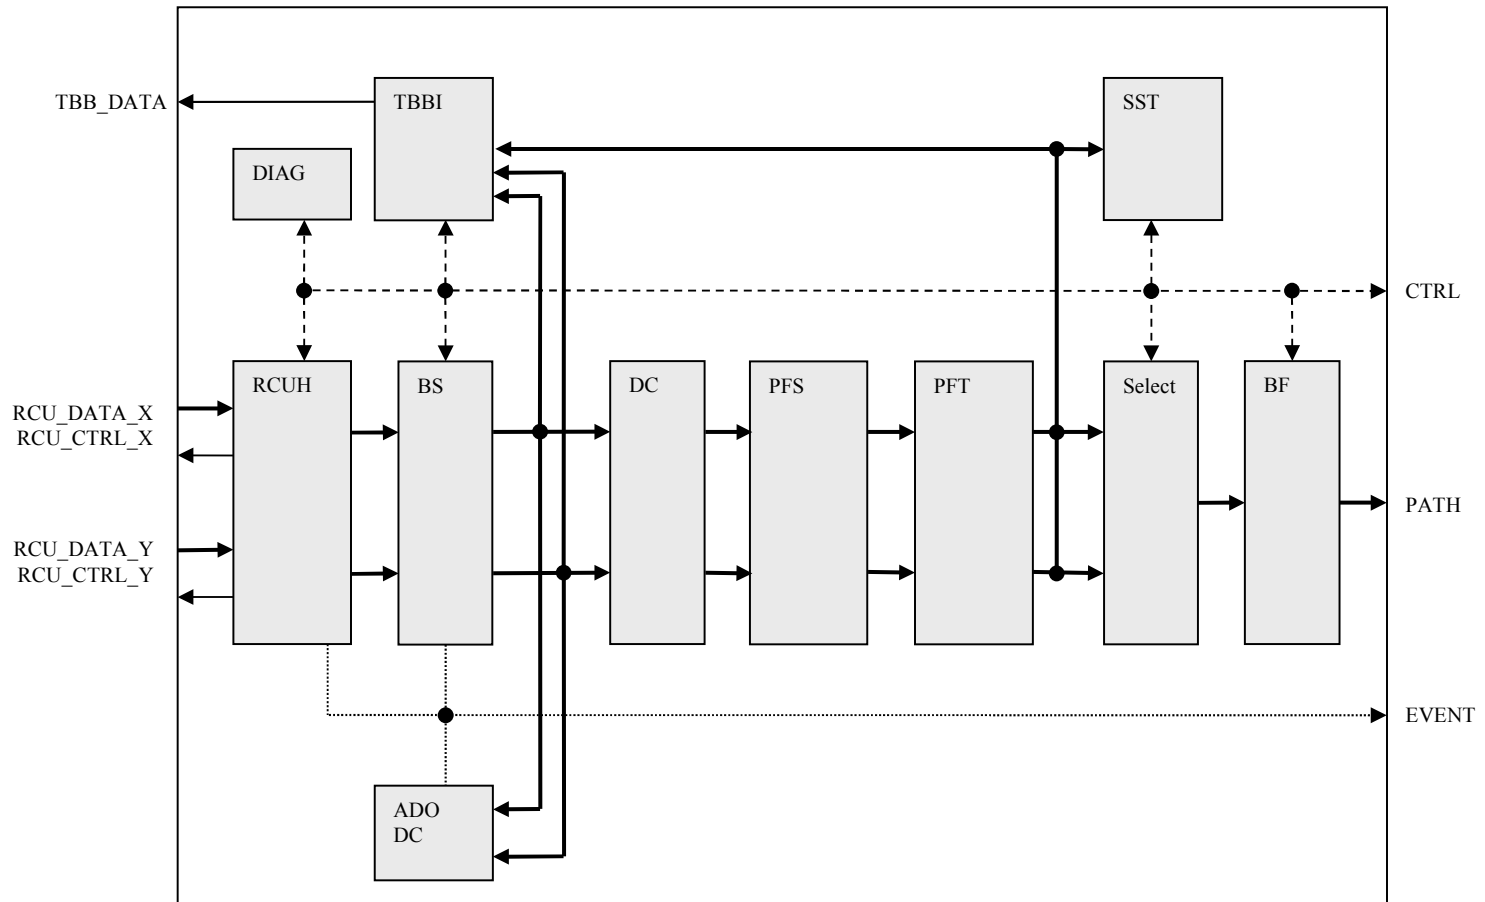 TBB_DATA
TBBI
SST
DIAG
CTRL
RCUH
BS
DC
PFS
PFT
Select
BF
RCU_DATA_X
RCU_CTRL_X
PATH
RCU_DATA_Y
RCU_CTRL_Y
EVENT
ADO
DC